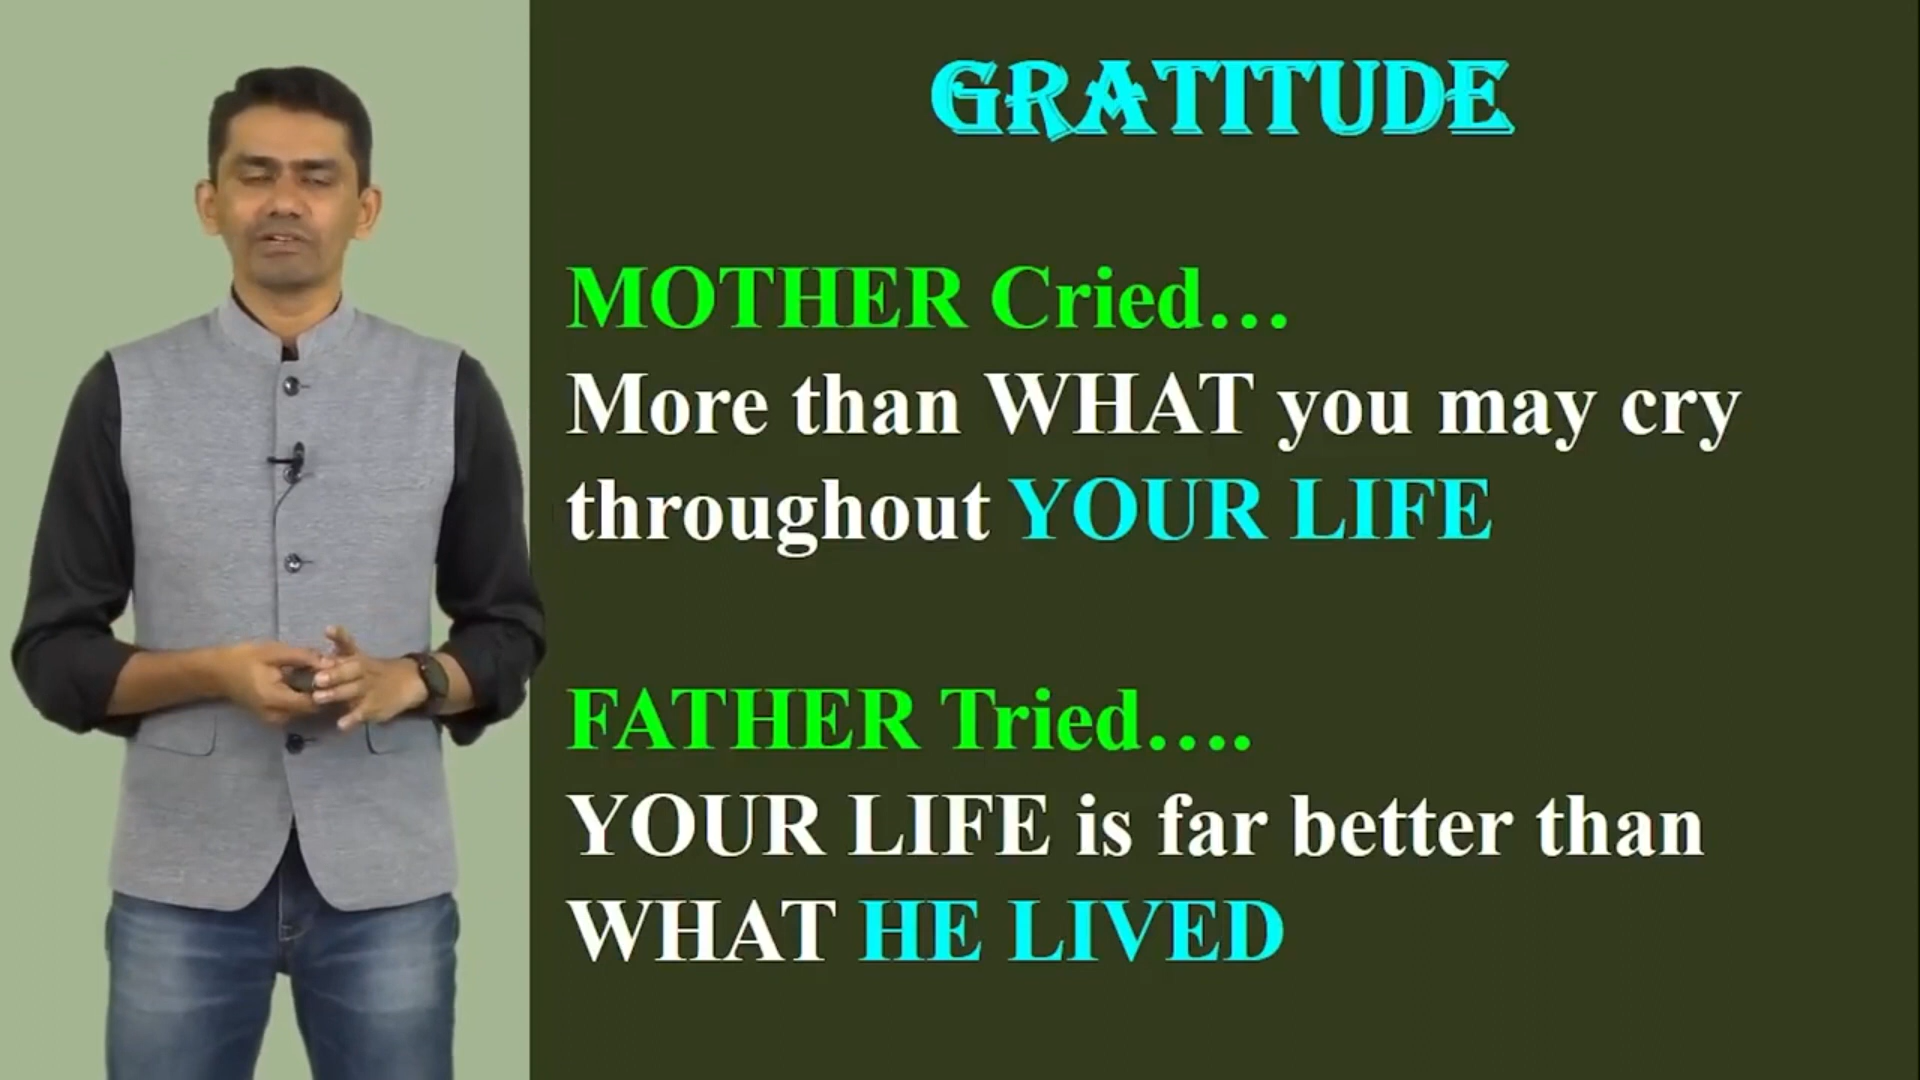 GRATITUDE
MOTHER Cried...
More than WHAT you may cry
throughout YOUR LIFE
FATHER Tried....
YOUR LIFE is far better than
WHAT HE LIVED